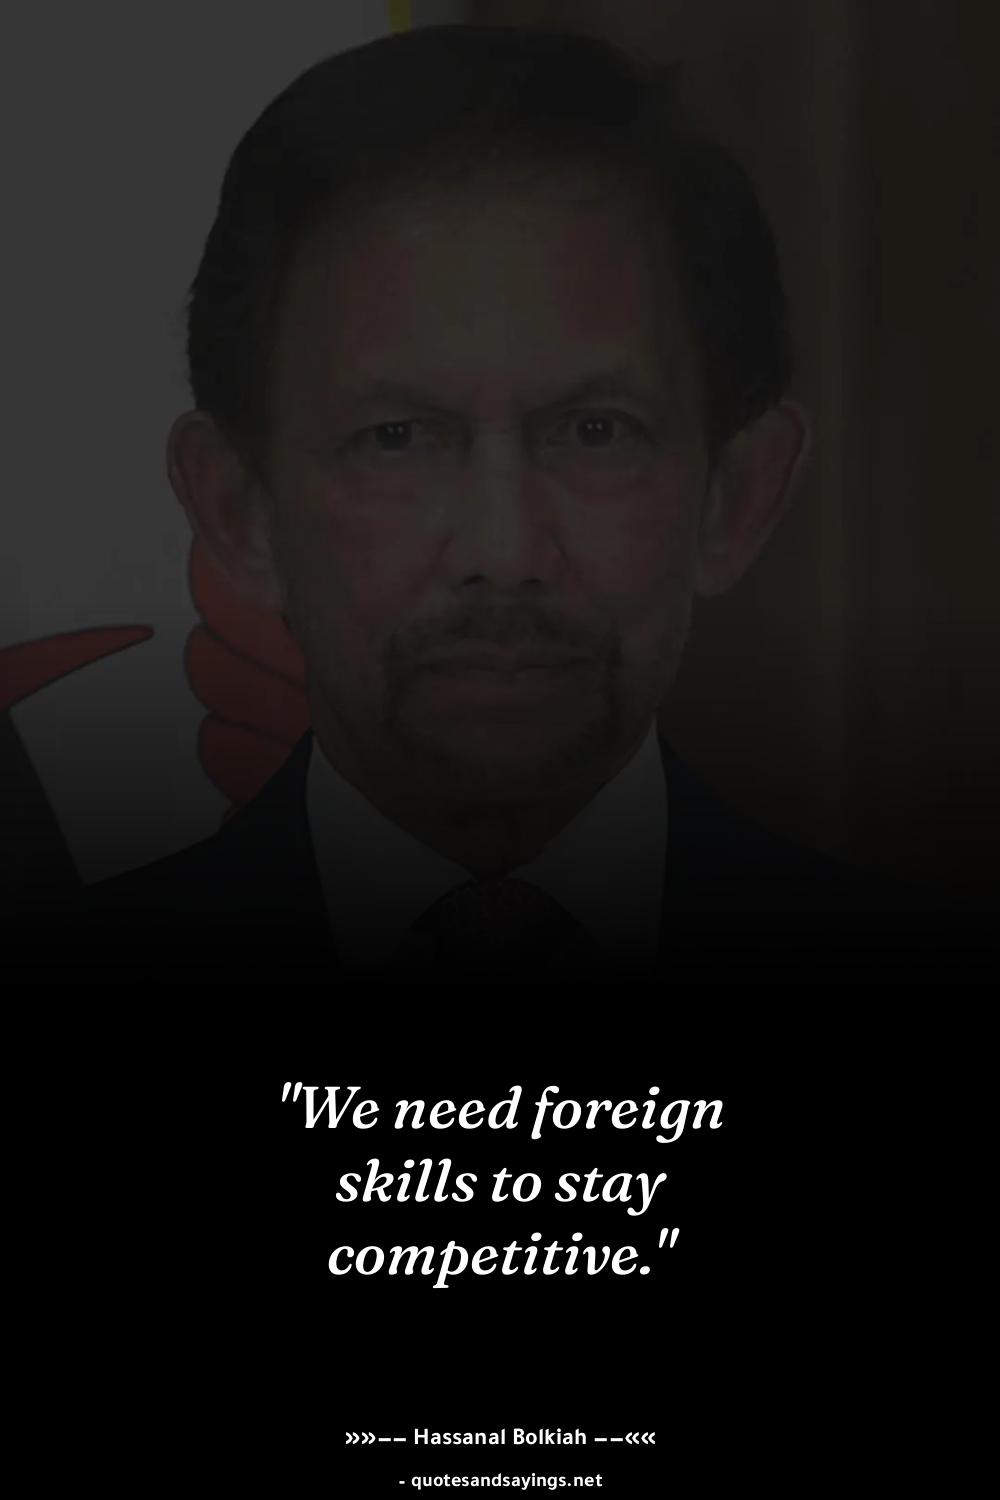 "We need foreign
skills to stay
competitive."
»»−− Hassanal Bolkiah −−««
- quotesandsayings.net